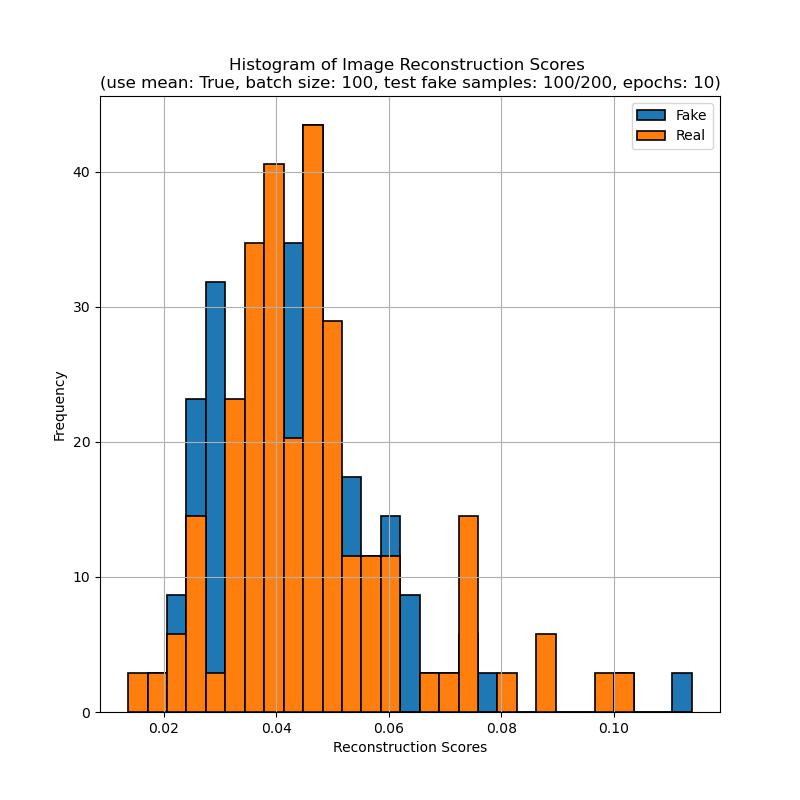 Histogram of Image Reconstruction Scores
(use mean: True, batch size: 100, test fake samples: 100/200, epochs: 10)
Fake
Real
40
30
20
10
0
Frequency
0.02 0.04 0.06 0.08 0.10
Reconstruction Scores